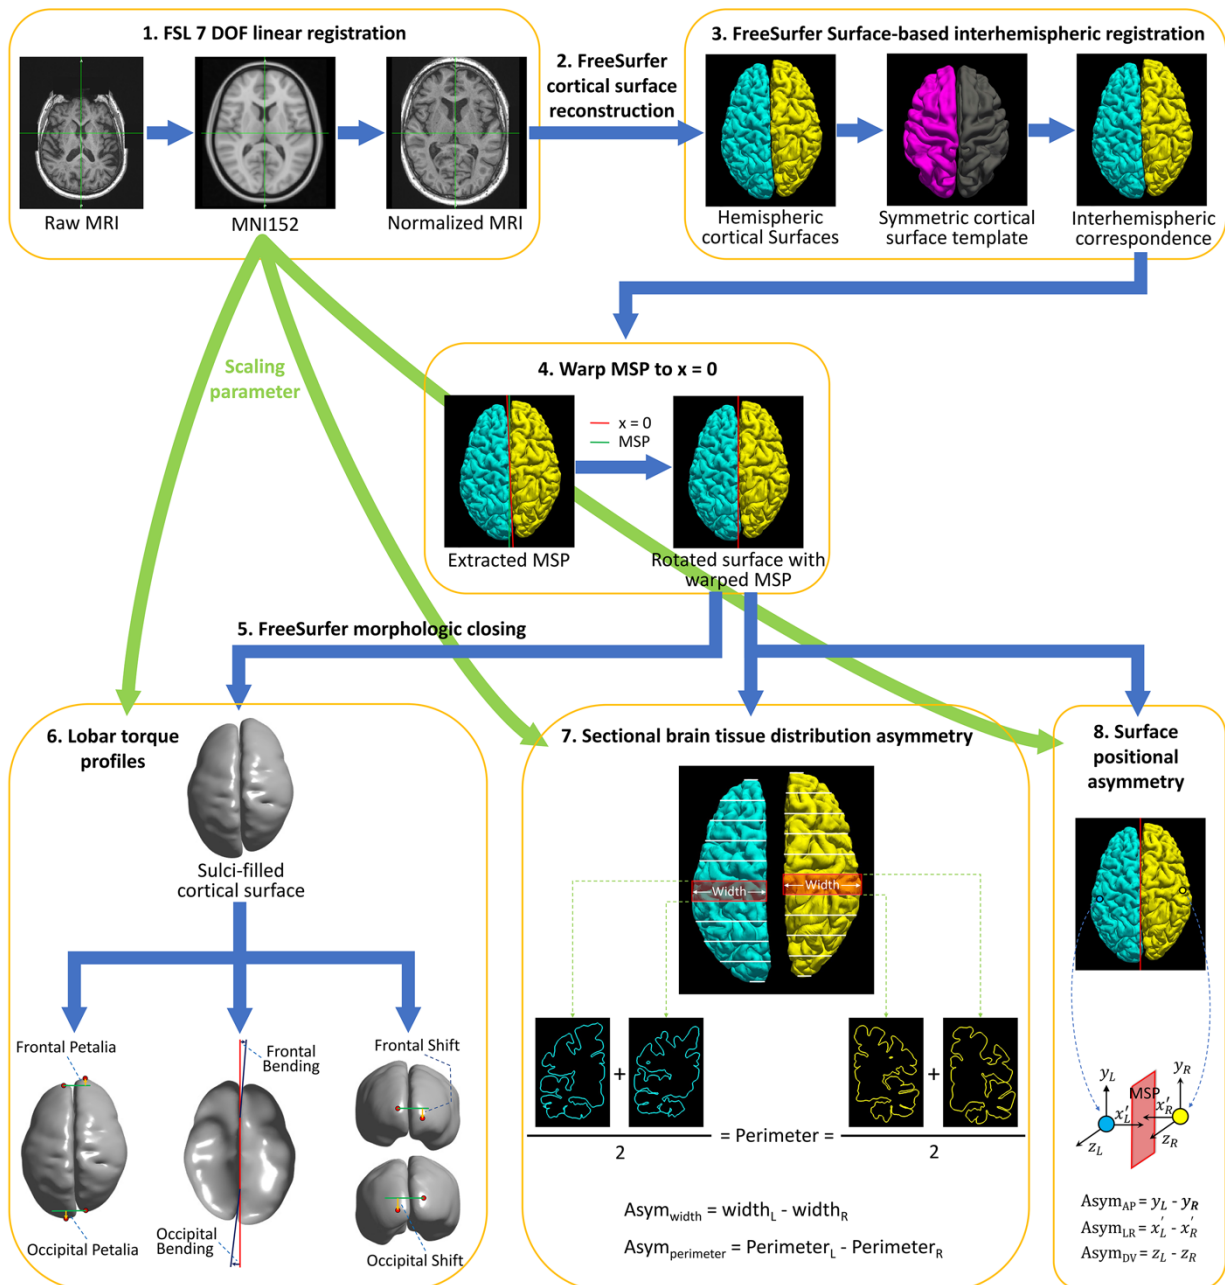 1. FSL 7 DOF linear registration
Raw MRI
MNI152
Normalized MRI
2. FreeSurfer
cortical surface
reconstruction
3. FreeSurfer Surface-based interhemispheric registration
Hemispheric
cortical Surfaces
Symmetric cortical
surface template
Interhemispheric
correspondence
Scaling
parameter
4. Warp MSP to x = 0
x = 0
MSP
Extracted MSP
Rotated surface with
warped MSP
5. FreeSurfer morphologic closing
6. Lobar torque
profiles
Sulci-filled
cortical surface
Frontal Petalia
Occipital Petalia
Frontal
Bending
Occipital
Bending
Frontal Shift
Occipital Shift
7. Sectional brain tissue distribution asymmetry
Width
Width
+
+
2
= Perimeter =
2
Asym_width = width_L - width_R
Asym_perimeter = Perimeter_L - Perimeter_R
8. Surface
positional
asymmetry
y_L
MSP
y_R
x'_L
x'_R
z_L
z_R
Asym_AP = y_L - y_R
Asym_LR = x'_L - x'_R
Asym_DV = z_L - z_R